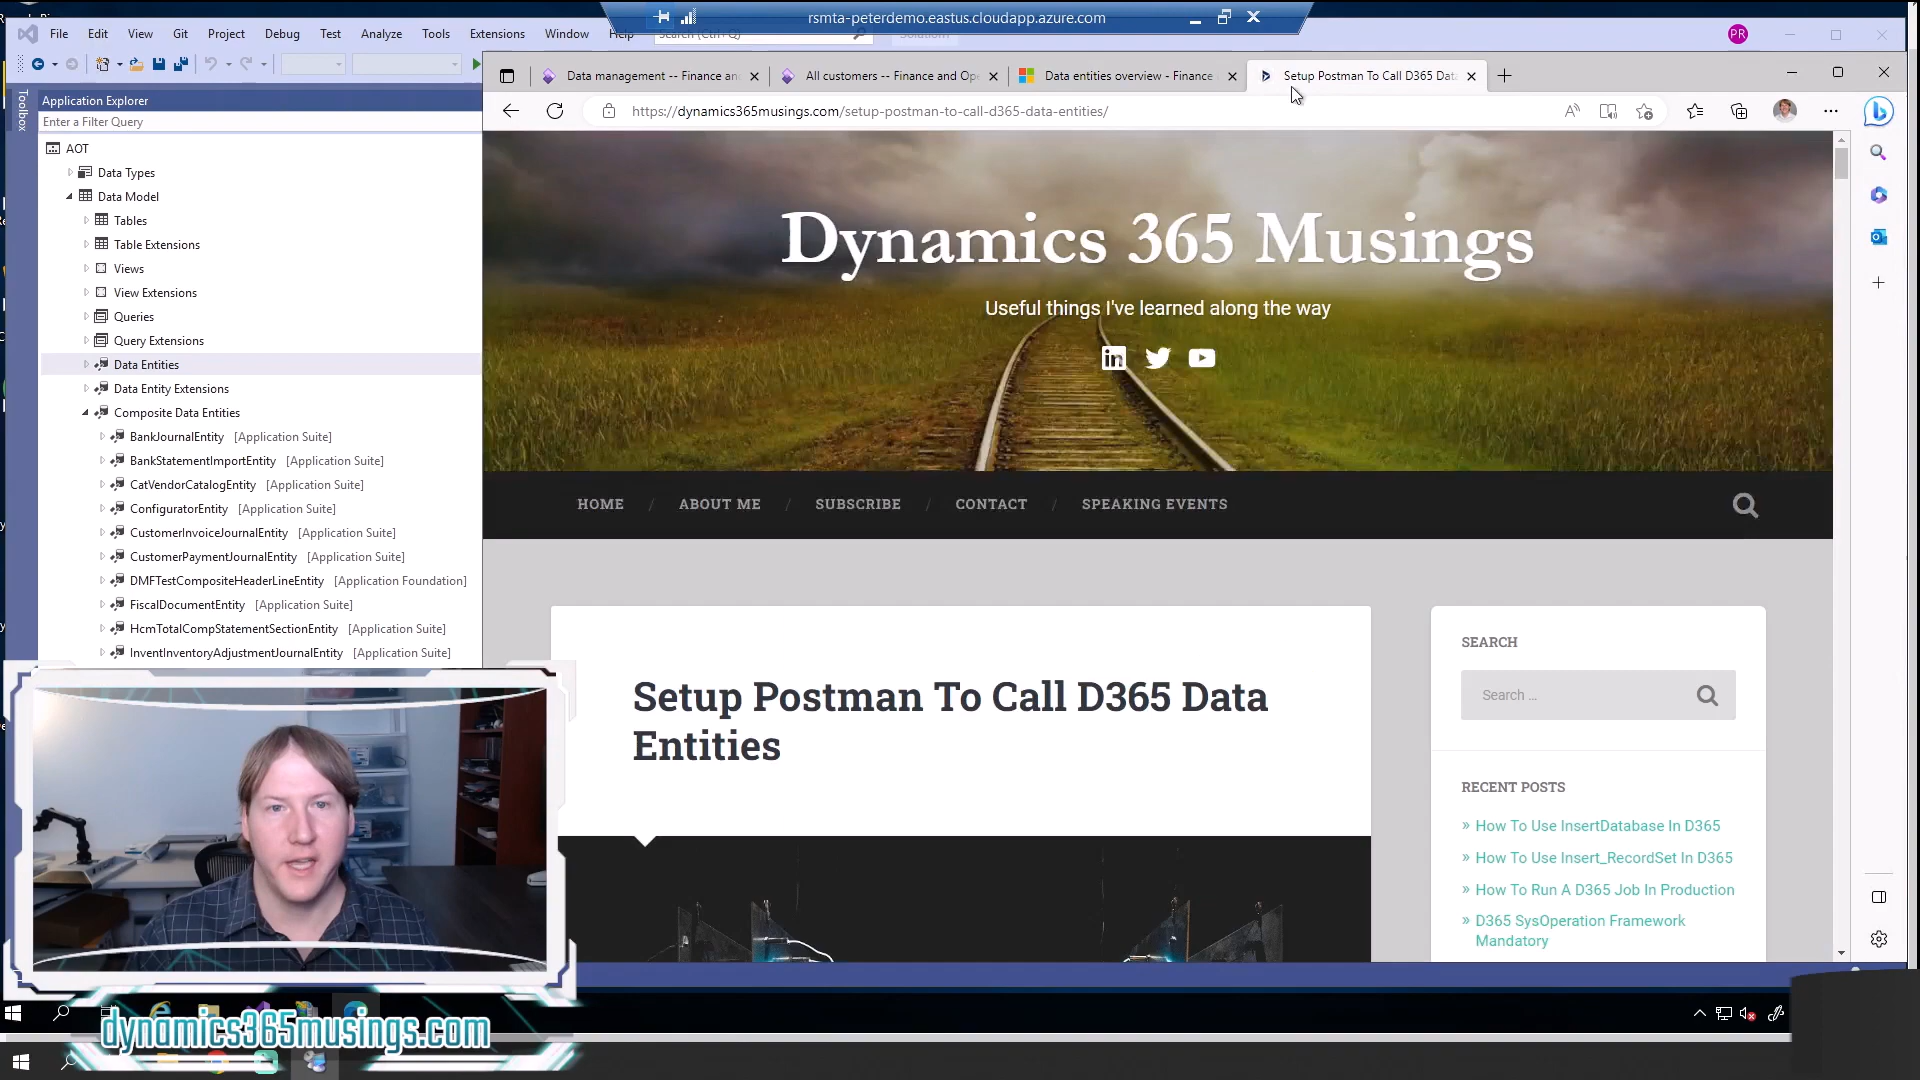 rsmta-peterdemo.eastus.cloudapp.azure.com
File Edit View Git Project Debug Test Analyze Tools Extensions Window Help Search (Ctrl+Q) Solution1
PR
Data management -- Finance and
All customers -- Finance and Ope
Data entities overview - Finance
Setup Postman To Call D365 Data
https://dynamics365musings.com/setup-postman-to-call-d365-data-entities/
Toolbox
Application Explorer
Enter a Filter Query
AOT
Data Types
Data Model
Tables
Table Extensions
Views
View Extensions
Queries
Query Extensions
Data Entities
Data Entity Extensions
Composite Data Entities
BankJournalEntity [Application Suite]
BankStatementImportEntity [Application Suite]
CatVendorCatalogEntity [Application Suite]
ConfiguratorEntity [Application Suite]
CustomerInvoiceJournalEntity [Application Suite]
CustomerPaymentJournalEntity [Application Suite]
DMFTestCompositeHeaderLineEntity [Application Foundation]
FiscalDocumentEntity [Application Suite]
HcmTotalCompStatementSectionEntity [Application Suite]
InventInventoryAdjustmentJournalEntity [Application Suite]
Dynamics 365 Musings
Useful things I've learned along the way
HOME / ABOUT ME / SUBSCRIBE / CONTACT / SPEAKING EVENTS
Setup Postman To Call D365 Data
Entities
SEARCH
Search ...
RECENT POSTS
» How To Use InsertDatabase In D365
» How To Use Insert_RecordSet In D365
» How To Run A D365 Job In Production
» D365 SysOperation Framework
Mandatory
dynamics365musings.com